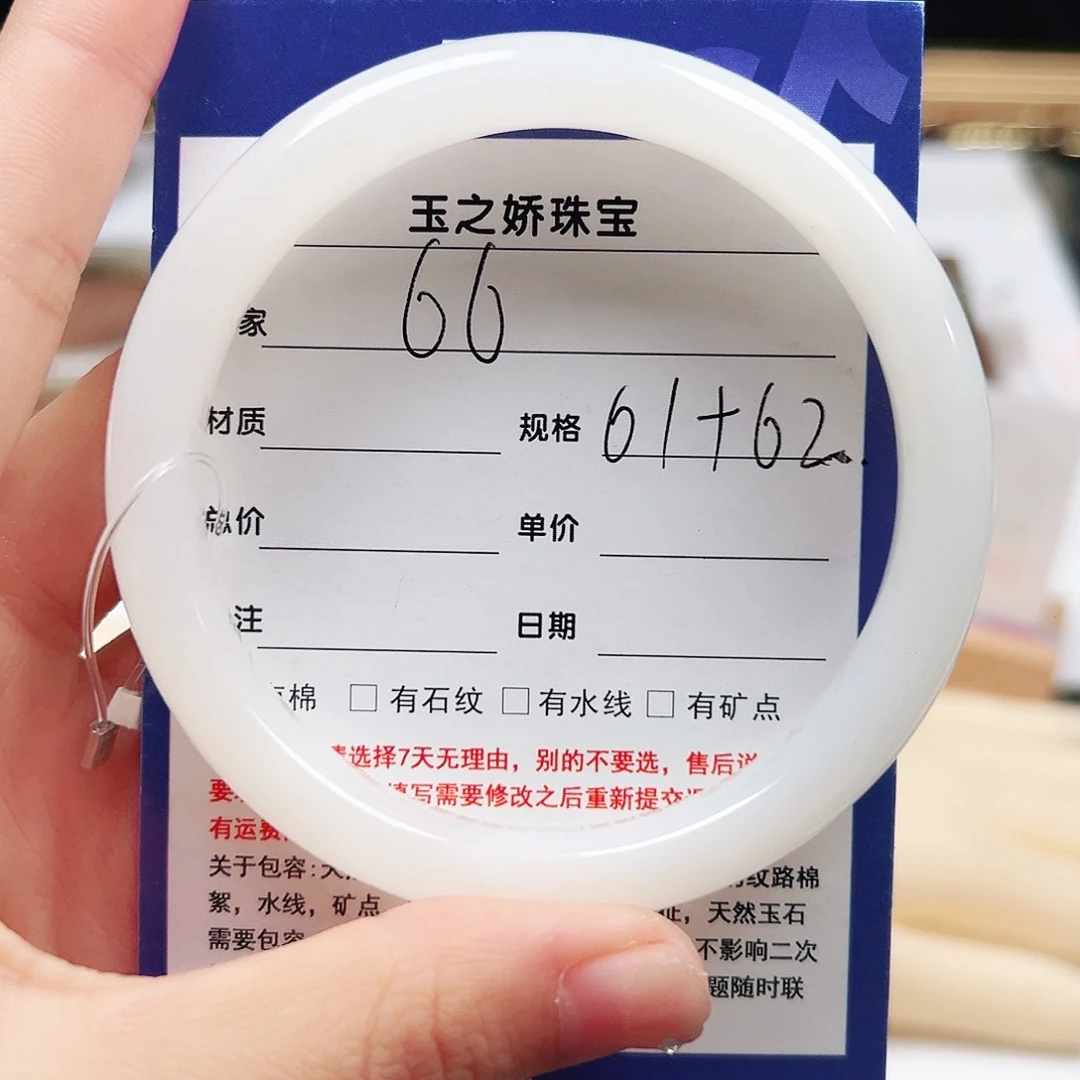 玉之娇珠宝
家 66
材质 规格 61+62
总价 单价
注 日期
棉 □ 有石纹 □ 有水线 □ 有矿点
选择7天无理由，别的不要选，售后
要 填写需要修改之后重新提交
有运费
关于包容: 纹路棉
絮，水线，矿点 ，天然玉石
需要包容 不影响二次
题随时联